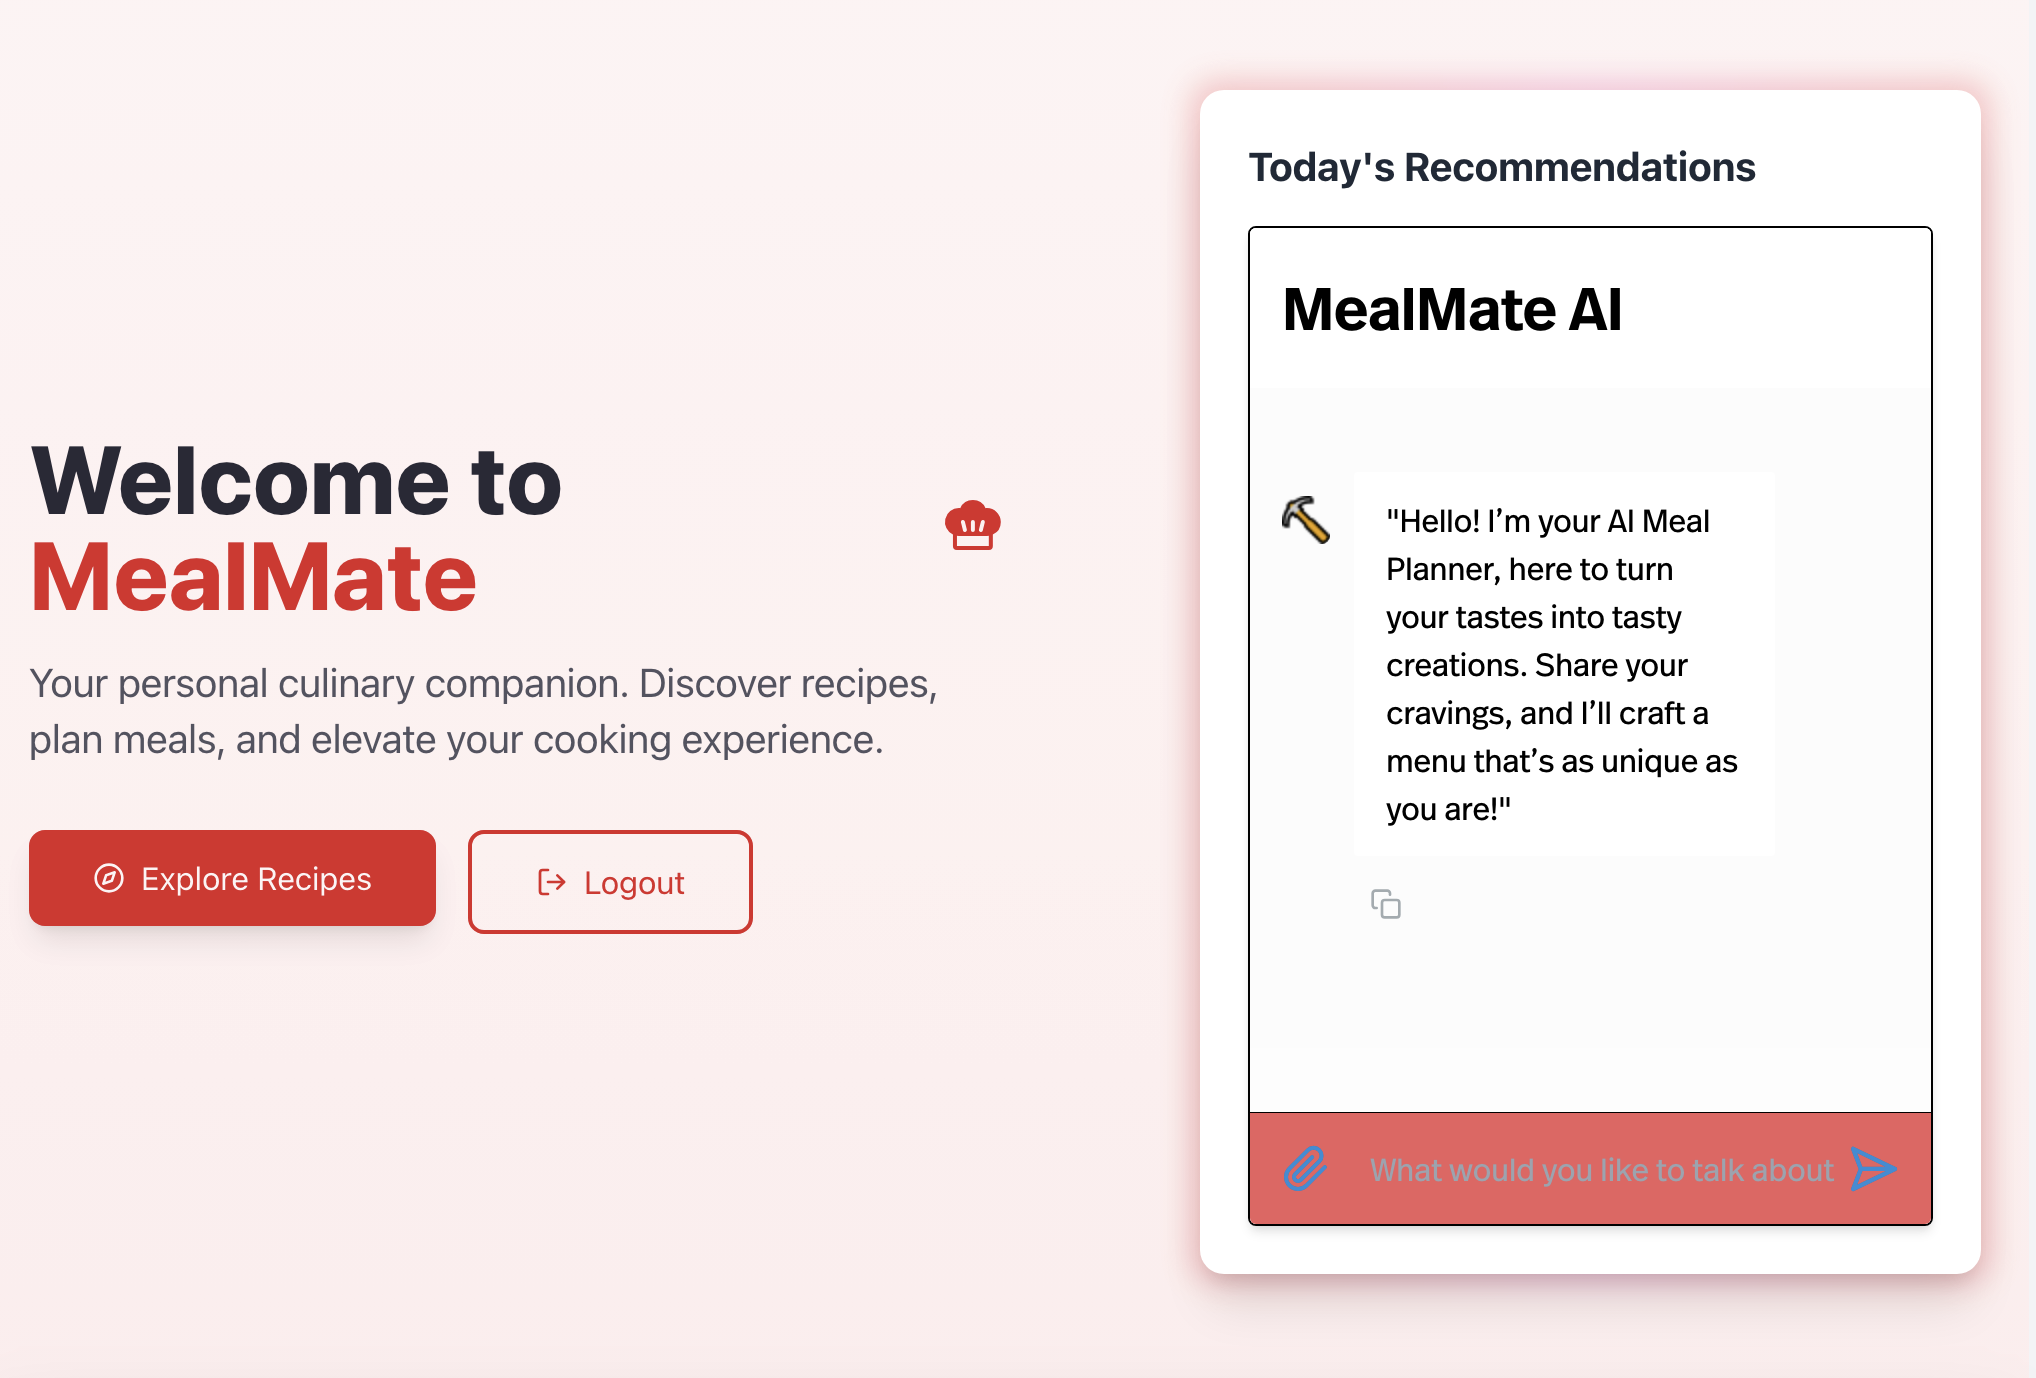 Welcome to
MealMate
Your personal culinary companion. Discover recipes,
plan meals, and elevate your cooking experience.
Explore Recipes
Logout
Today's Recommendations
MealMate AI
"Hello! I’m your AI Meal
Planner, here to turn
your tastes into tasty
creations. Share your
cravings, and I’ll craft a
menu that’s as unique as
you are!"
What would you like to talk about